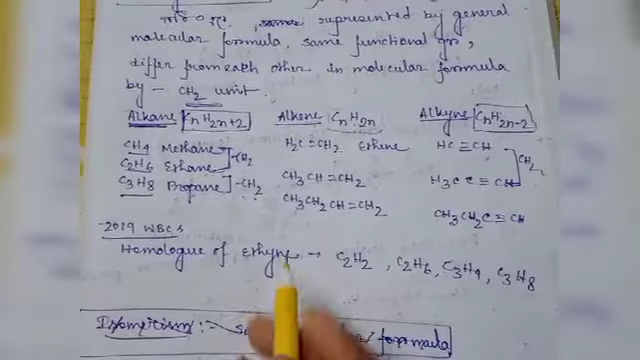 represented by general
molecular formula, same functional grp,
differ from each other in molecular formula
by - CH2 unit
Alkane CnH2n+2 Alkene CnH2n Alkyne CnH2n-2
CH4 Methane H2C=CH2 Ethene HC≡CH
C2H6 Ethane -CH2 CH2
C3H8 Propane -CH2 CH3CH=CH2 H3C C≡CH
CH3CH2CH=CH2 CH3CH2C≡CH
2019 WBCS
Homologue of Ethyne → C2H2, C2H6, C3H4, C3H8
Isomerism :- formula